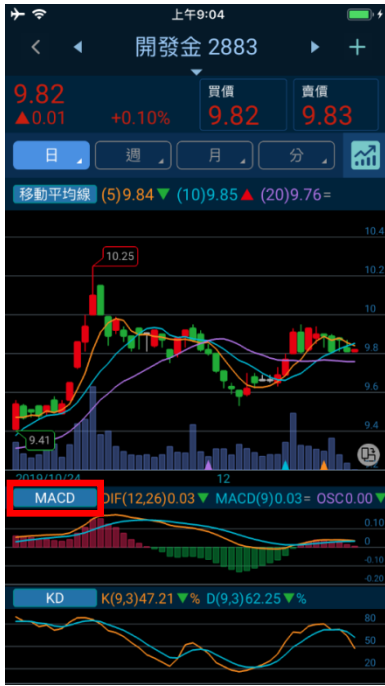 上午9:04
開發金 2883
9.82
▲0.01 +0.10%
買價
9.82
賣價
9.83
日 週 月 分
移動平均線 (5)9.84▼ (10)9.85▲ (20)9.76=
10.4
10.25
10.2
10
9.8
9.6
9.4
9.41
2019/10/24 12
MACD DIF(12,26)0.03▼ MACD(9)0.03= OSC0.00▼
0.10
0
-0.10
-0.20
KD K(9,3)47.21▼% D(9,3)62.25▼%
80
50
20